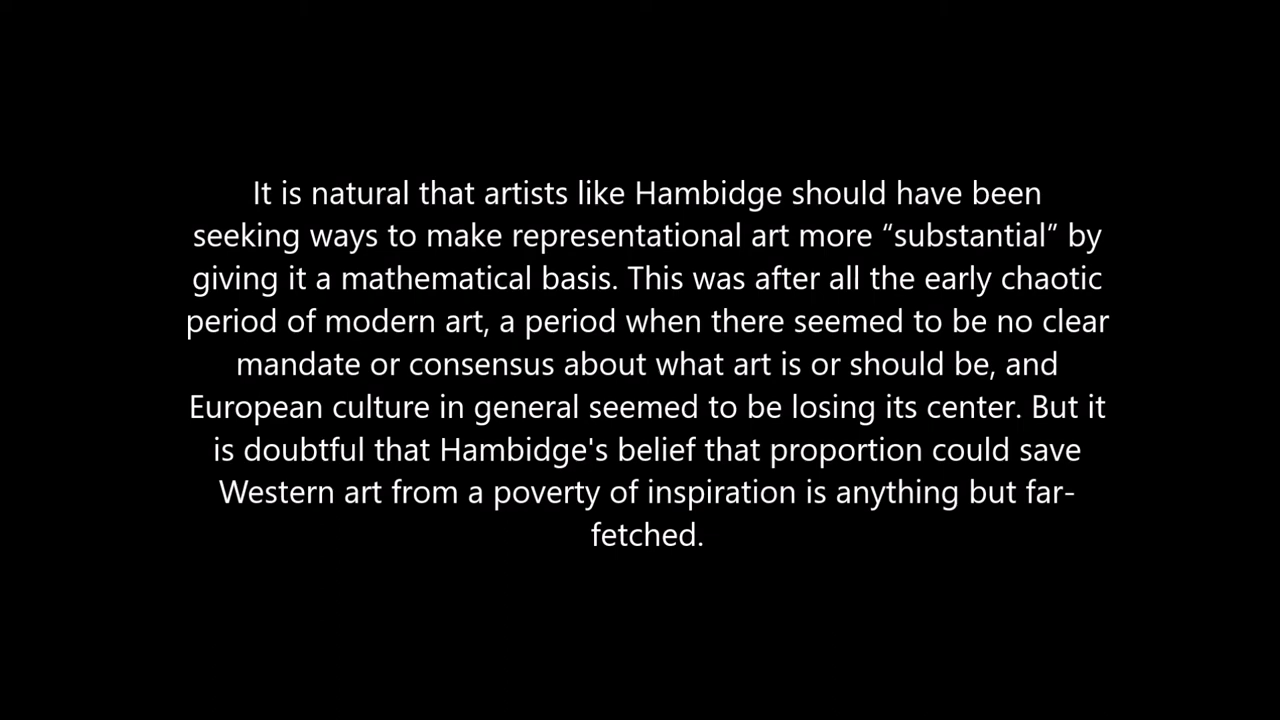 It is natural that artists like Hambidge should have been
seeking ways to make representational art more “substantial” by
giving it a mathematical basis. This was after all the early chaotic
period of modern art, a period when there seemed to be no clear
mandate or consensus about what art is or should be, and
European culture in general seemed to be losing its center. But it
is doubtful that Hambidge's belief that proportion could save
Western art from a poverty of inspiration is anything but far-
fetched.